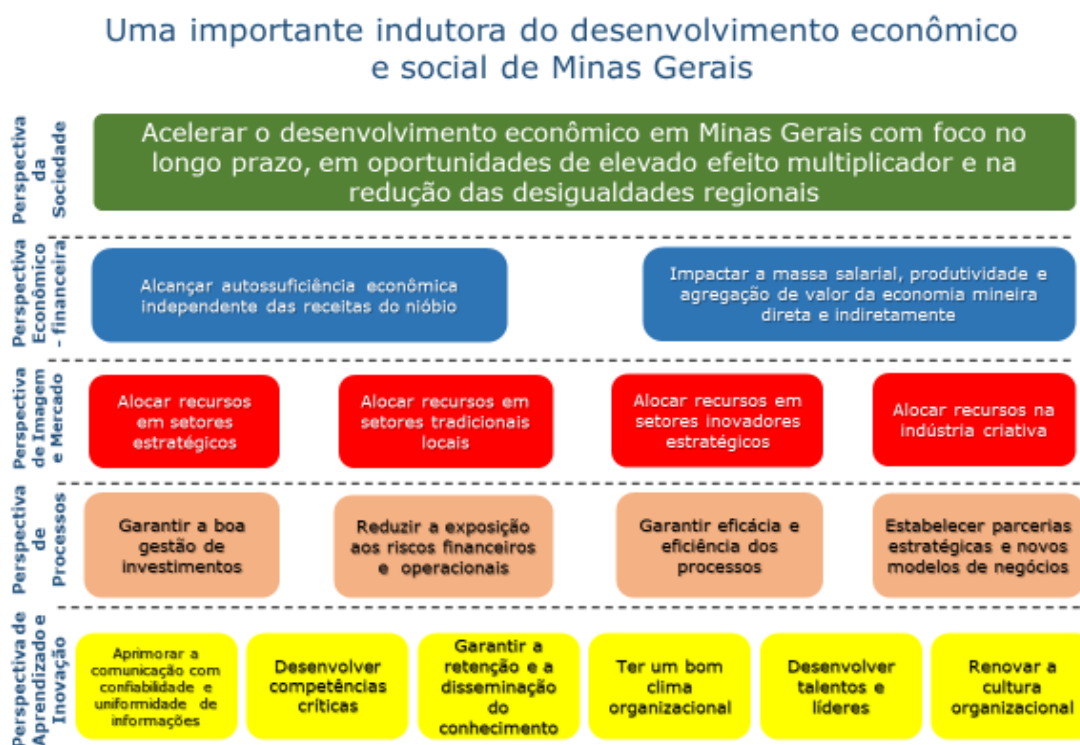 Uma importante indutora do desenvolvimento econômico
e social de Minas Gerais
Perspectiva
da
Sociedade
Acelerar o desenvolvimento econômico em Minas Gerais com foco no
longo prazo, em oportunidades de elevado efeito multiplicador e na
redução das desigualdades regionais
Perspectiva
Econômico
- financeira
Alcançar autossuficiência econômica
independente das receitas do nióbio
Impactar a massa salarial, produtividade e
agregação de valor da economia mineira
direta e indiretamente
Perspectiva
de Imagem
e Mercado
Alocar recursos
em setores
estratégicos
Alocar recursos em
setores tradicionais
locais
Alocar recursos em
setores inovadores
estratégicos
Alocar recursos na
indústria criativa
Perspectiva
de
Processos
Garantir a boa
gestão de
investimentos
Reduzir a exposição
aos riscos financeiros
e operacionais
Garantir eficácia e
eficiência dos
processos
Estabelecer parcerias
estratégicas e novos
modelos de negócios
Perspectiva de
Aprendizado e
Inovação
Aprimorar a
comunicação com
confiabilidade e
uniformidade de
informações
Desenvolver
competências
críticas
Garantir a
retenção e a
disseminação
do
conhecimento
Ter um bom
clima
organizacional
Desenvolver
talentos e
líderes
Renovar a
cultura
organizacional